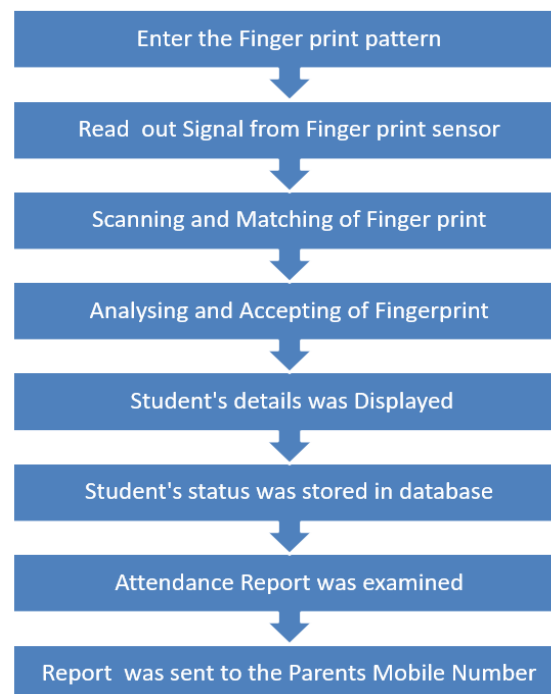 Enter the Finger print pattern
Read  out Signal from Finger print sensor
Scanning and Matching of Finger print
Analysing and Accepting of Fingerprint
Student's details was Displayed
Student's status was stored in database
Attendance Report was examined
Report  was sent to the Parents Mobile Number